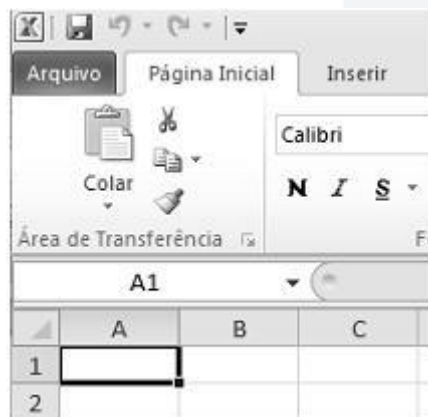 Arquivo Página Inicial Inserir
Calibri
Colar
N I S
Área de Transferência F
A1
A B C
1
2